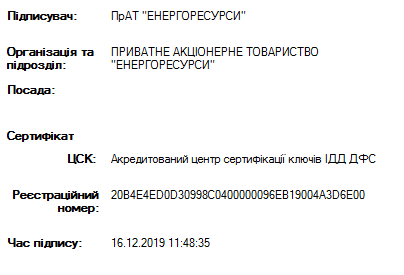 Підписувач: ПрАТ "ЕНЕРГОРЕСУРСИ"
Організація та підрозділ: ПРИВАТНЕ АКЦІОНЕРНЕ ТОВАРИСТВО "ЕНЕРГОРЕСУРСИ"
Посада:
Сертифікат
ЦСК: Акредитований центр сертифікації ключів ІДД ДФС
Реєстраційний номер: 20B4E4ED0D30998C0400000096EB19004A3D6E00
Час підпису: 16.12.2019 11:48:35